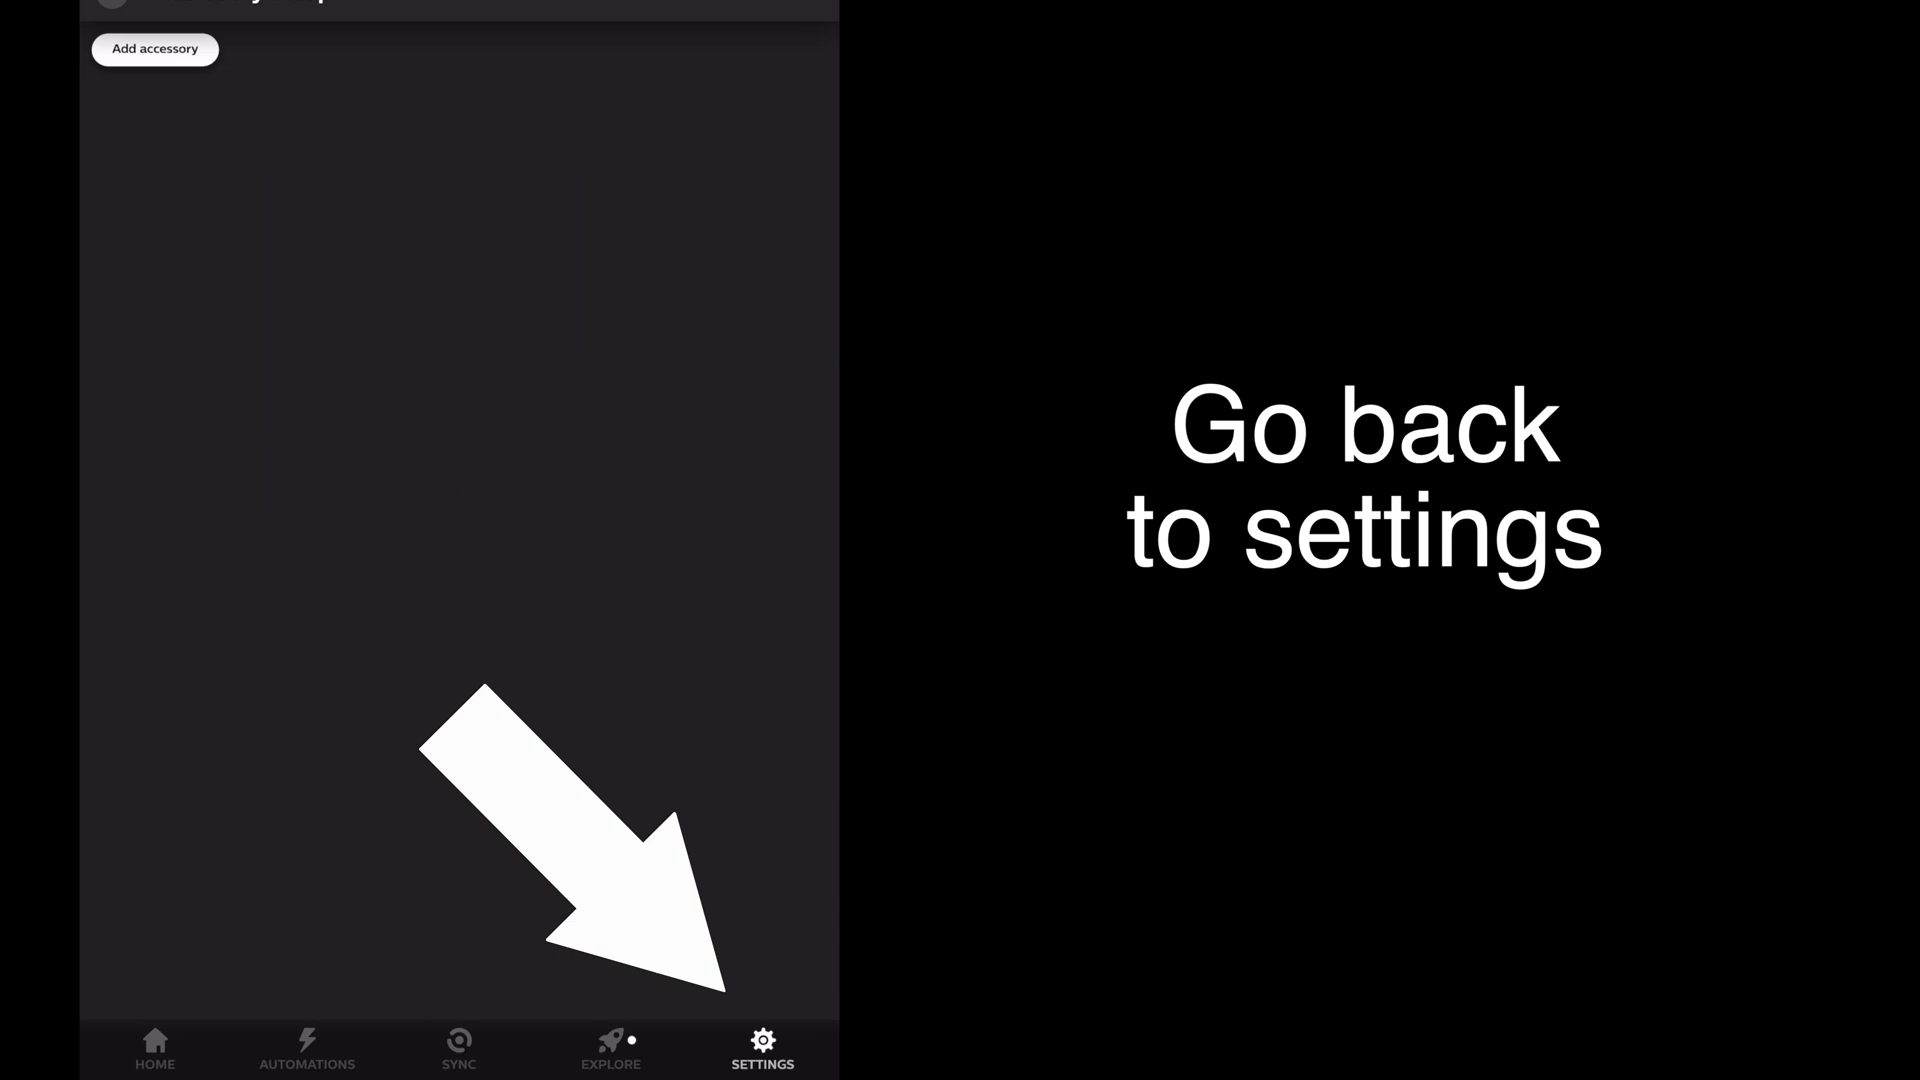 Add accessory
Go back
to settings
HOME
AUTOMATIONS
SYNC
EXPLORE
SETTINGS